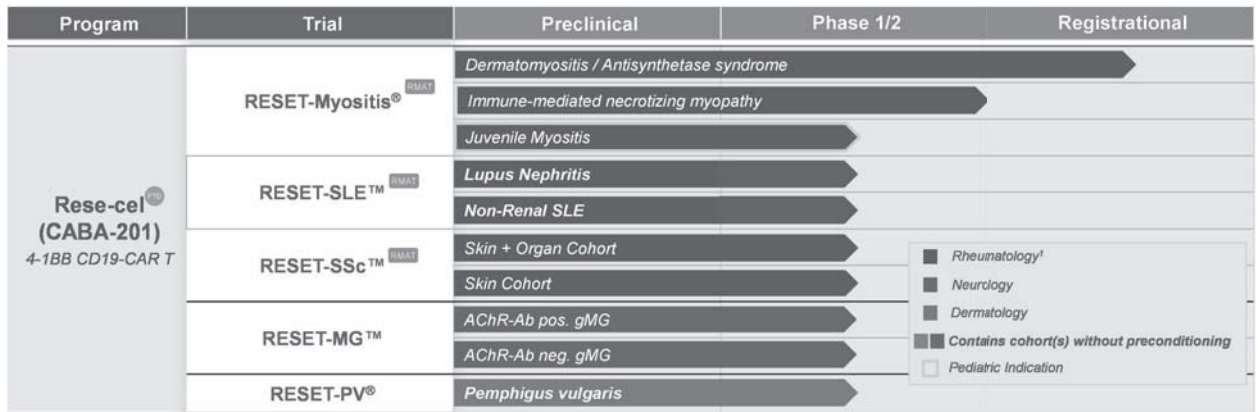 Program Trial Preclinical Phase 1/2 Registrational
Rese-cel FTD
(CABA-201)
4-1BB CD19-CAR T
RESET-Myositis® RMAT
Dermatomyositis / Antisynthetase syndrome
Immune-mediated necrotizing myopathy
Juvenile Myositis
RESET-SLE™ RMAT
Lupus Nephritis
Non-Renal SLE
RESET-SSc™ RMAT
Skin + Organ Cohort
Skin Cohort
RESET-MG™
AChR-Ab pos. gMG
AChR-Ab neg. gMG
RESET-PV®
Pemphigus vulgaris
Rheumatology¹
Neurology
Dermatology
Contains cohort(s) without preconditioning
Pediatric Indication